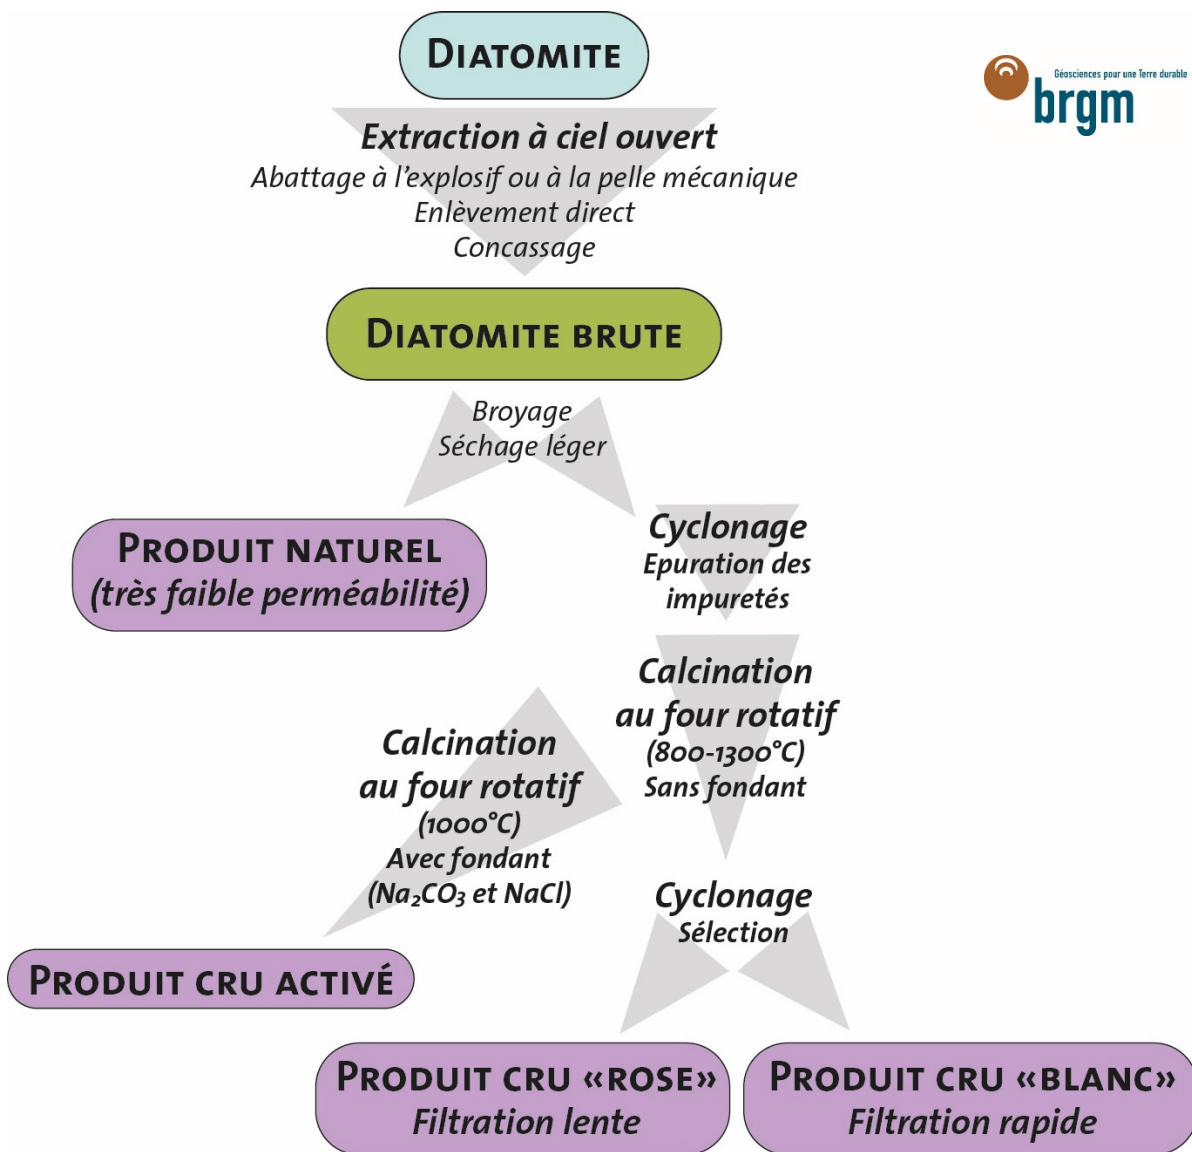 DIATOMITE
Géosciences pour une Terre durable
brgm
Extraction à ciel ouvert
Abattage à l'explosif ou à la pelle mécanique
Enlèvement direct
Concassage
DIATOMITE BRUTE
Broyage
Séchage léger
PRODUIT NATUREL
(très faible perméabilité)
Cyclonage
Epuration des
impuretés
Calcination
au four rotatif
(800-1300°C)
Sans fondant
Calcination
au four rotatif
(1000°C)
Avec fondant
(Na₂CO₃ et NaCl)
Cyclonage
Sélection
PRODUIT CRU ACTIVÉ
PRODUIT CRU «ROSE»
Filtration lente
PRODUIT CRU «BLANC»
Filtration rapide